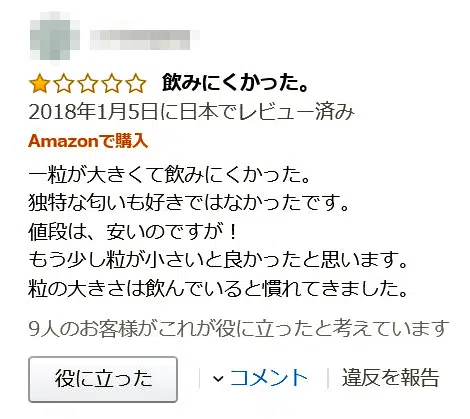 飲みにくかった。
2018年1月5日に日本でレビュー済み
Amazonで購入
一粒が大きくて飲みにくかった。
独特な匂いも好きではなかったです。
値段は、安いのですが！
もう少し粒が小さいと良かったと思います。
粒の大きさは飲んでいると慣れてきました。
9人のお客様がこれが役に立ったと考えています
役に立った コメント 違反を報告